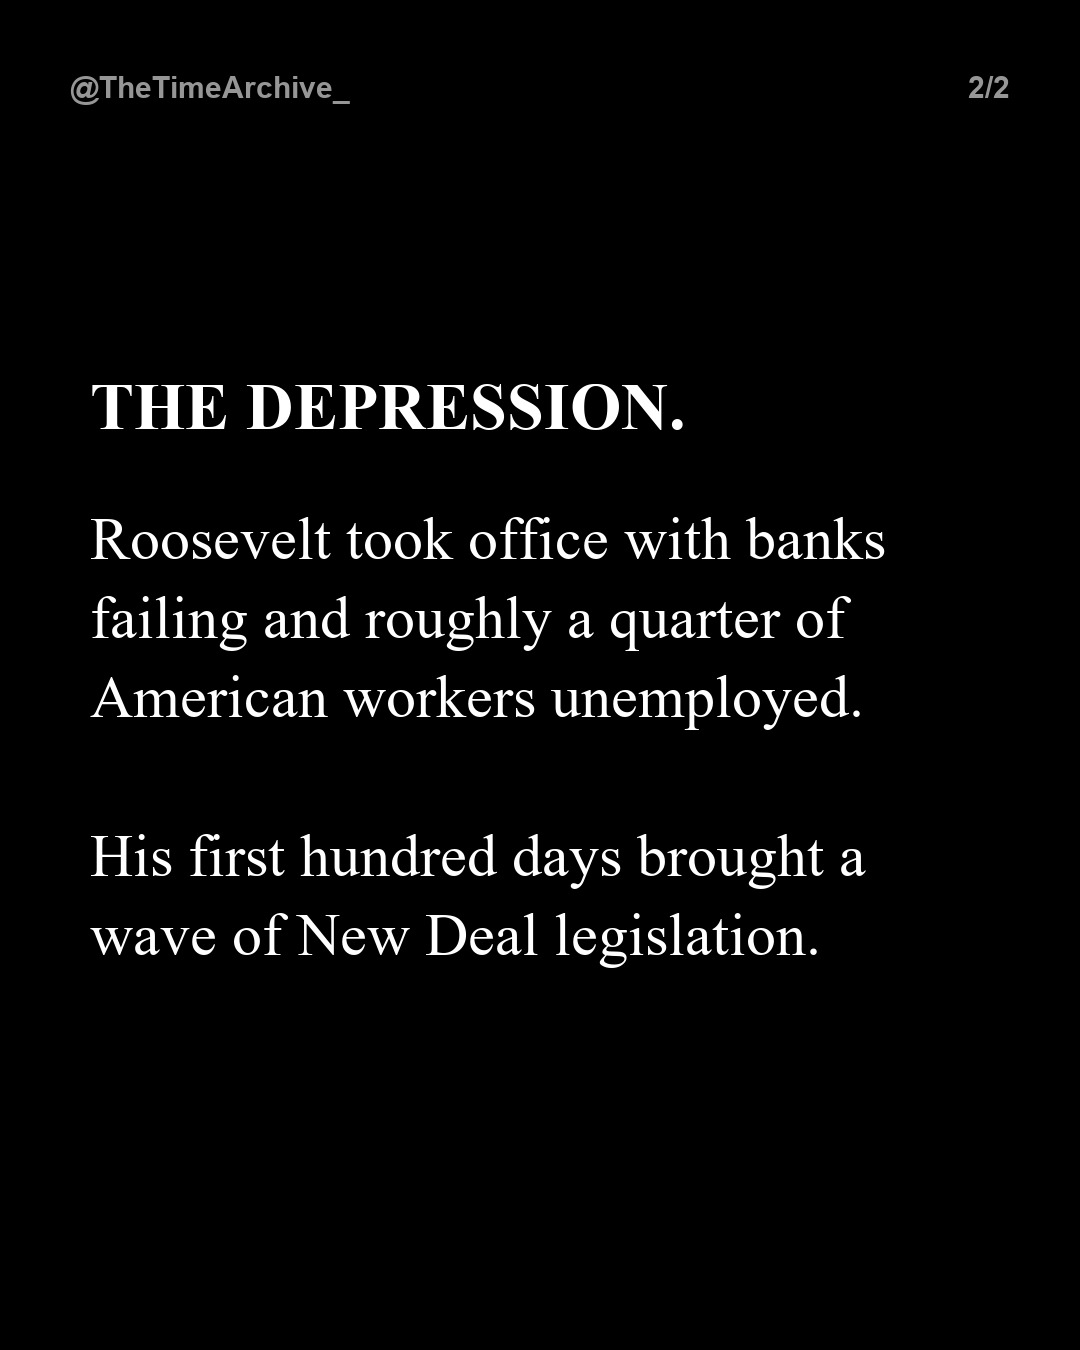 @TheTimeArchive_
2/2
THE DEPRESSION.
Roosevelt took office with banks
failing and roughly a quarter of
American workers unemployed.
His first hundred days brought a
wave of New Deal legislation.